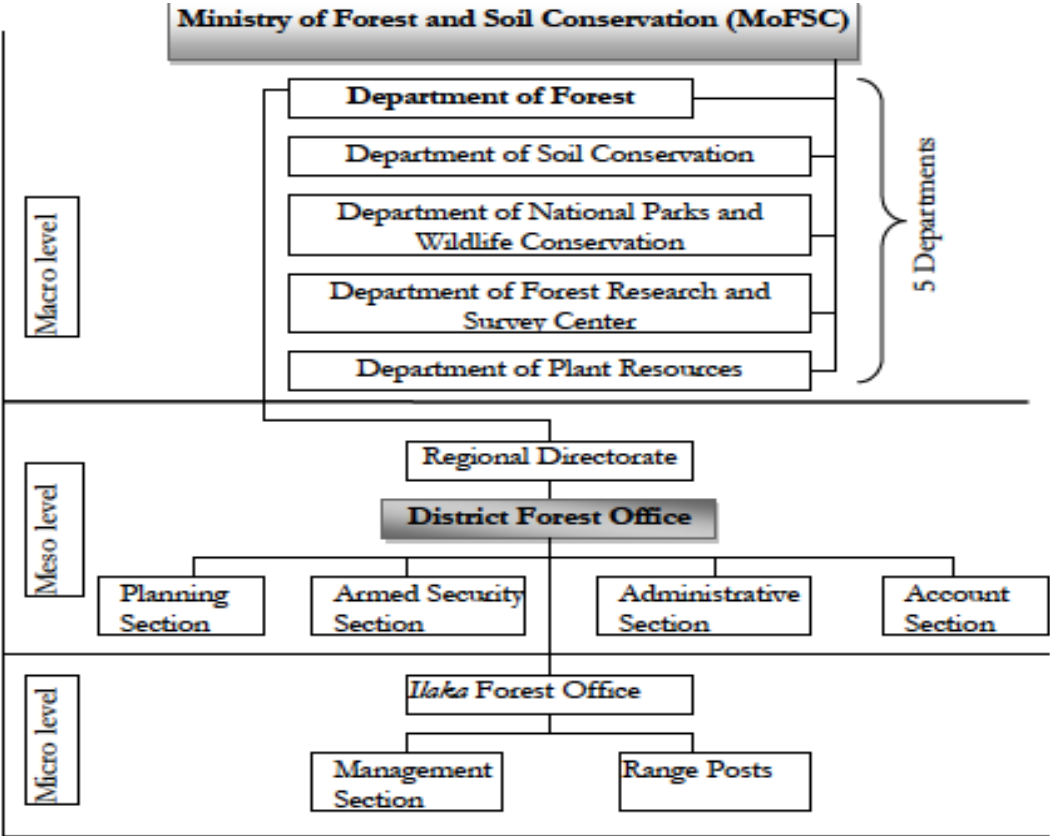 Ministry of Forest and Soil Conservation (MoFSC)
Department of Forest
Department of Soil Conservation
Department of National Parks and
Wildlife Conservation
Department of Forest Research and
Survey Center
Department of Plant Resources
5 Departments
Macro level
Regional Directorate
District Forest Office
Meso level
Planning
Section
Armed Security
Section
Administrative
Section
Account
Section
Micro level
Ilaka Forest Office
Management
Section
Range Posts